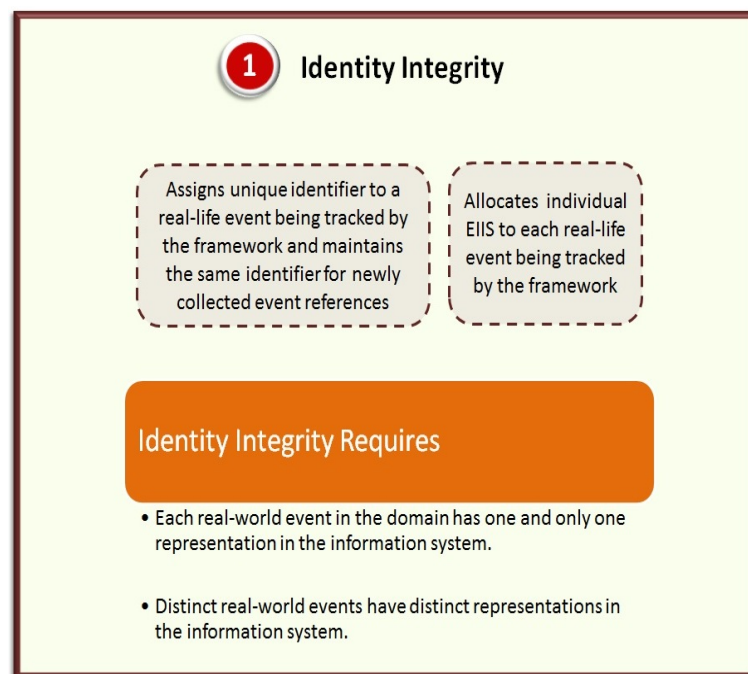 1
Identity Integrity
Assigns unique identifier to a
real-life event being tracked by
the framework and maintains
the same identifier for newly
collected event references
Allocates individual
EIIS to each real-life
event being tracked
by the framework
Identity Integrity Requires
• Each real-world event in the domain has one and only one
representation in the information system.
• Distinct real-world events have distinct representations in
the information system.